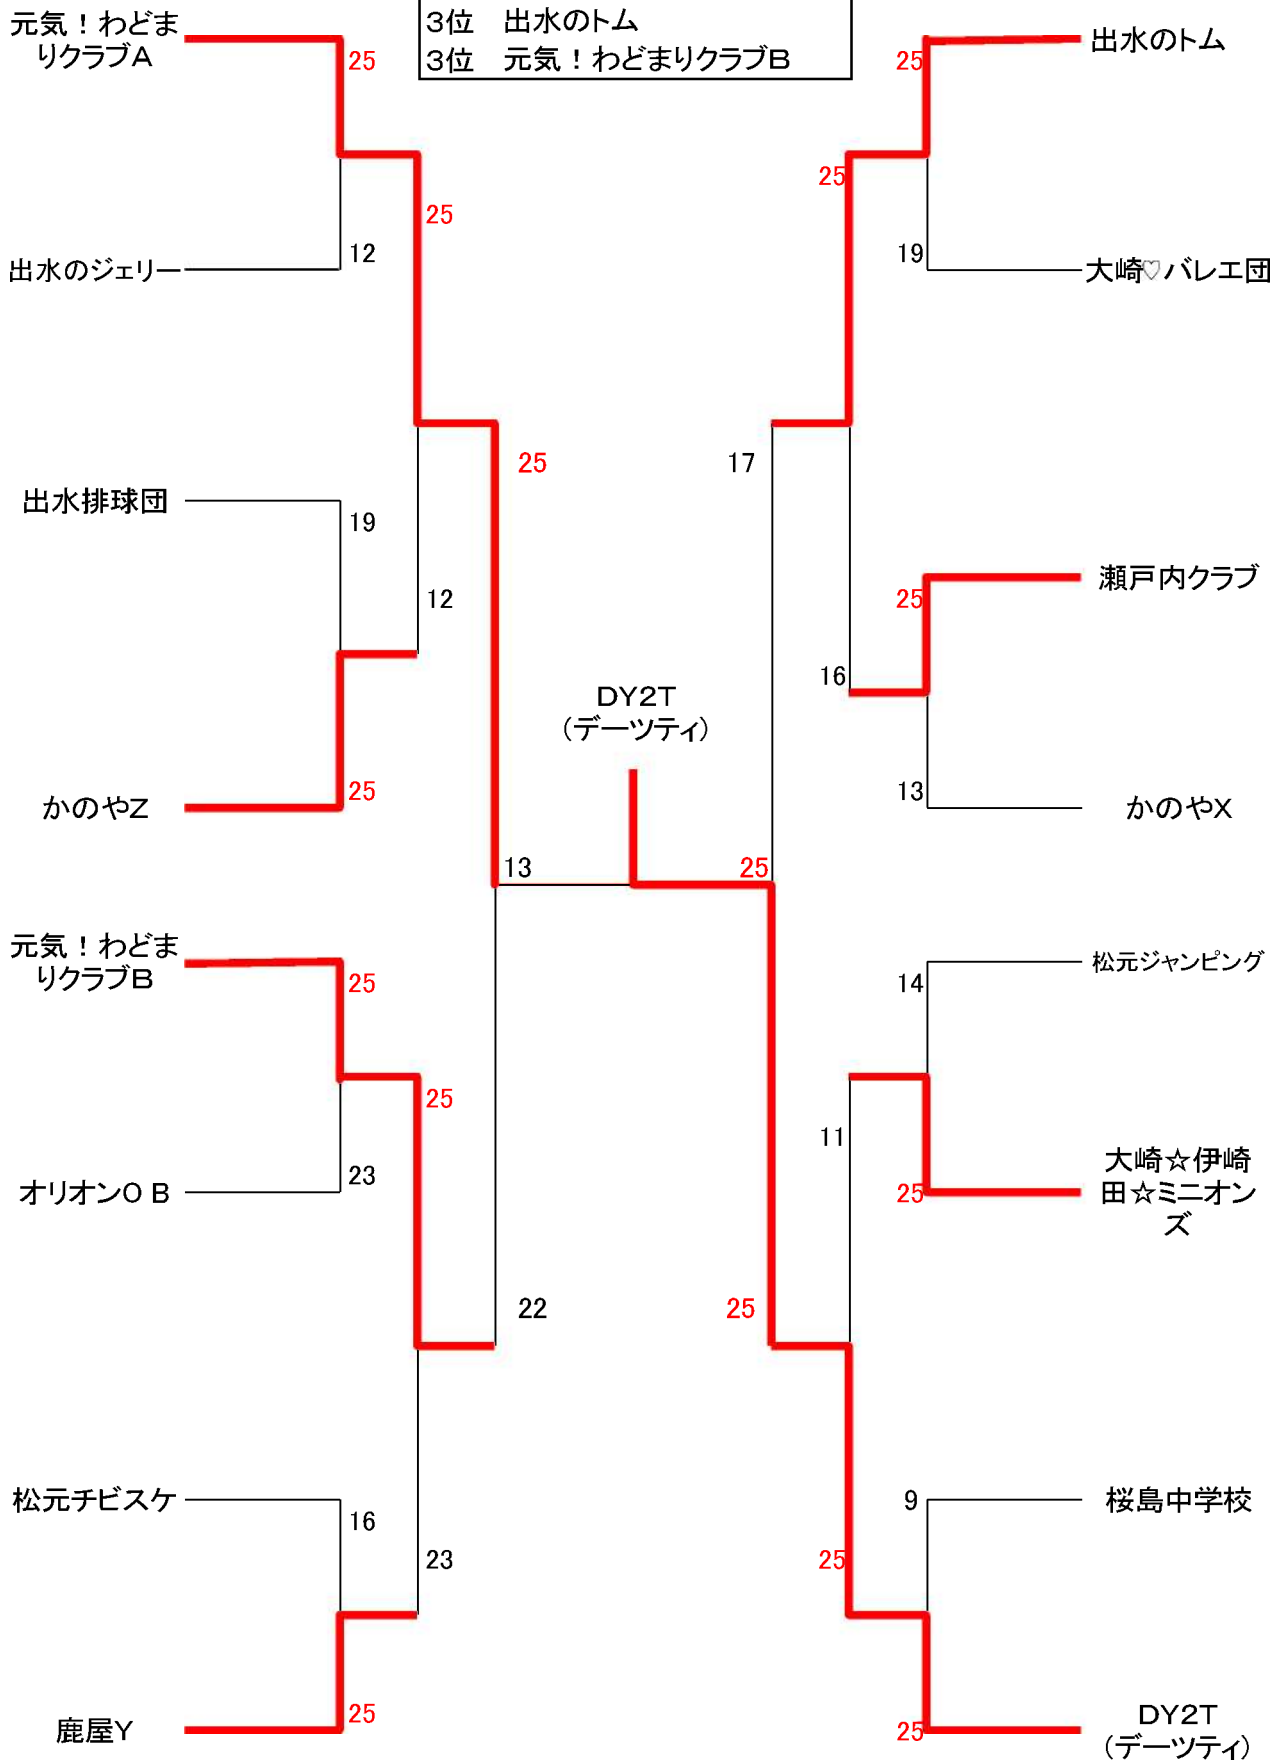 3位 出水のトム
3位 元気！わどまりクラブB
元気！わどま
りクラブA
25
25
出水のトム
25
25
12
出水のジェリー
19
大崎♡バレエ団
25
17
出水排球団
19
12
25
瀬戸内クラブ
16
DY2T
（デーツティ）
かのやZ
25
13
かのやX
13
25
元気！わどま
りクラブB
25
14
松元ジャンピング
25
11
オリオンOB
23
25
大崎☆伊崎
田☆ミニオン
ズ
22
25
松元チビスケ
16
9
桜島中学校
23
25
鹿屋Y
25
25
DY2T
（デーツティ）